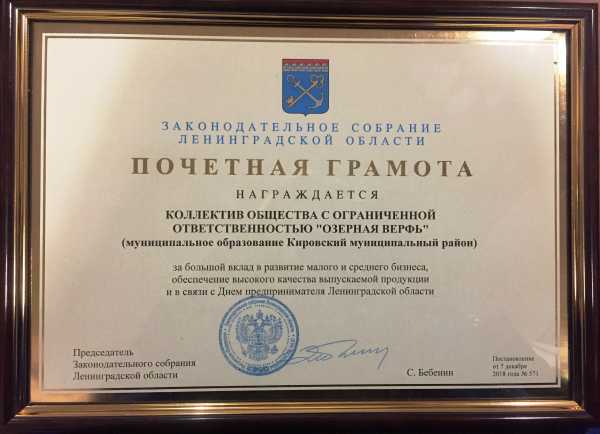 ЗАКОНОДАТЕЛЬНОЕ СОБРАНИЕ
ЛЕНИНГРАДСКОЙ ОБЛАСТИ
ПОЧЕТНАЯ ГРАМОТА
НАГРАЖДАЕТСЯ
КОЛЛЕКТИВ ОБЩЕСТВА С ОГРАНИЧЕННОЙ
ОТВЕТСТВЕННОСТЬЮ "ОЗЕРНАЯ ВЕРФЬ"
(муниципальное образование Кировский муниципальный район)
за большой вклад в развитие малого и среднего бизнеса,
обеспечение высокого качества выпускаемой продукции
и в связи с Днем предпринимателя Ленинградской области
Председатель
Законодательного собрания
Ленинградской области
С. Бебенин
Постановление
от 7 декабря
2018 года № 571